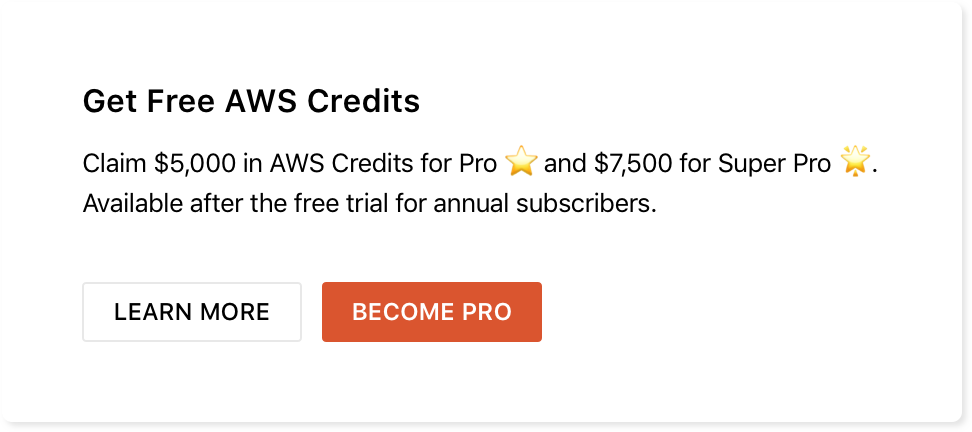 Get Free AWS Credits
Claim $5,000 in AWS Credits for Pro ⭐ and $7,500 for Super Pro 🌟.
Available after the free trial for annual subscribers.
LEARN MORE
BECOME PRO